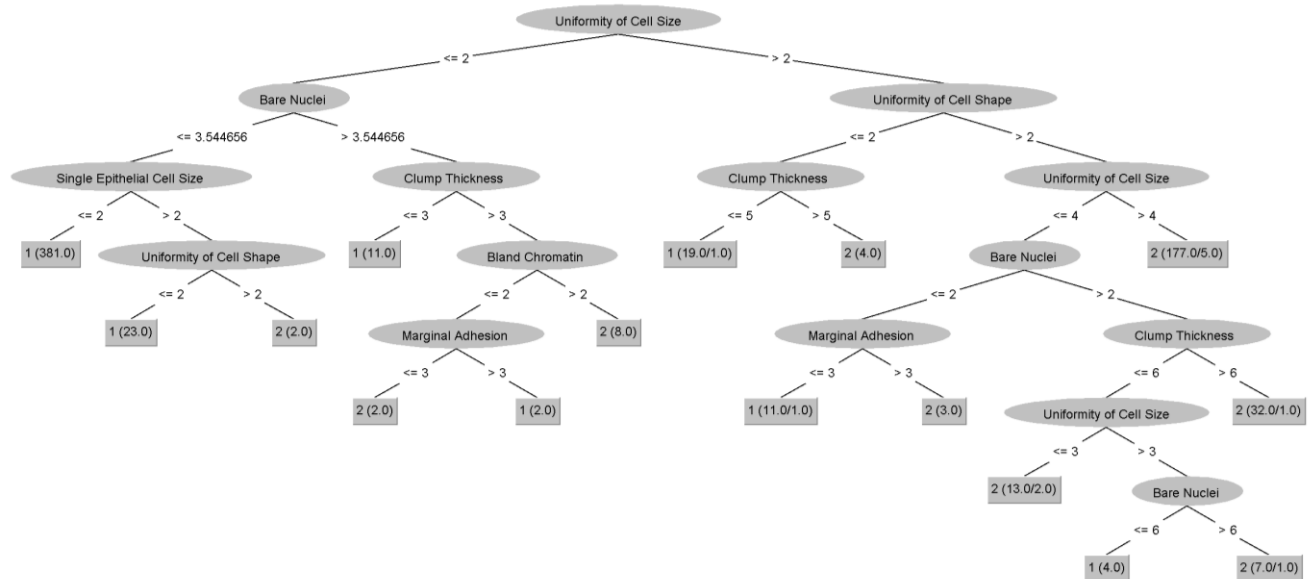 Uniformity of Cell Size
<= 2 > 2
Bare Nuclei Uniformity of Cell Shape
<= 3.544656 > 3.544656 <= 2 > 2
Single Epithelial Cell Size Clump Thickness Clump Thickness Uniformity of Cell Size
<= 2 > 2 <= 3 > 3 <= 5 > 5 <= 4 > 4
1 (381.0) Uniformity of Cell Shape 1 (11.0) Bland Chromatin 1 (19.0/1.0) 2 (4.0) Bare Nuclei 2 (177.0/5.0)
<= 2 > 2 <= 2 > 2 <= 2 > 2
1 (23.0) 2 (2.0) Marginal Adhesion 2 (8.0) Marginal Adhesion Clump Thickness
<= 3 > 3 <= 3 > 3 <= 6 > 6
2 (2.0) 1 (2.0) 1 (11.0/1.0) 2 (3.0) Uniformity of Cell Size 2 (32.0/1.0)
<= 3 > 3
2 (13.0/2.0) Bare Nuclei
<= 6 > 6
1 (4.0) 2 (7.0/1.0)